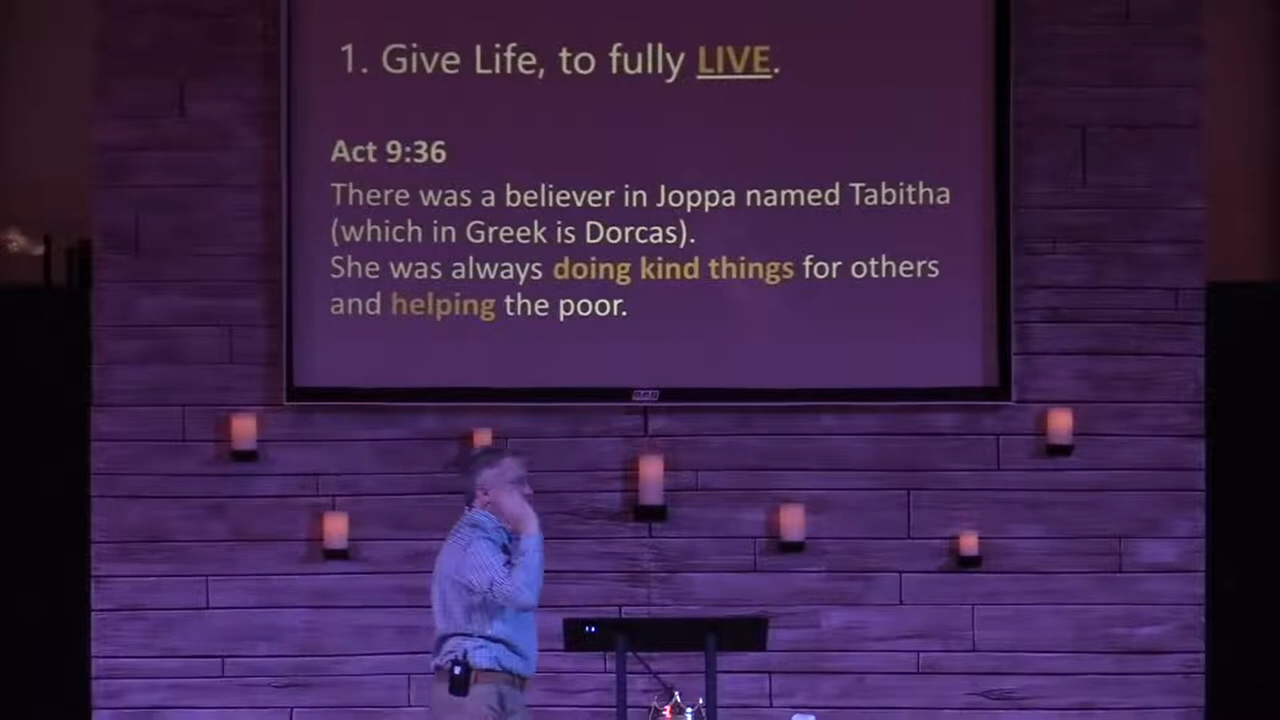 1. Give Life, to fully LIVE.
Act 9:36
There was a believer in Joppa named Tabitha
(which in Greek is Dorcas).
She was always doing kind things for others
and helping the poor.